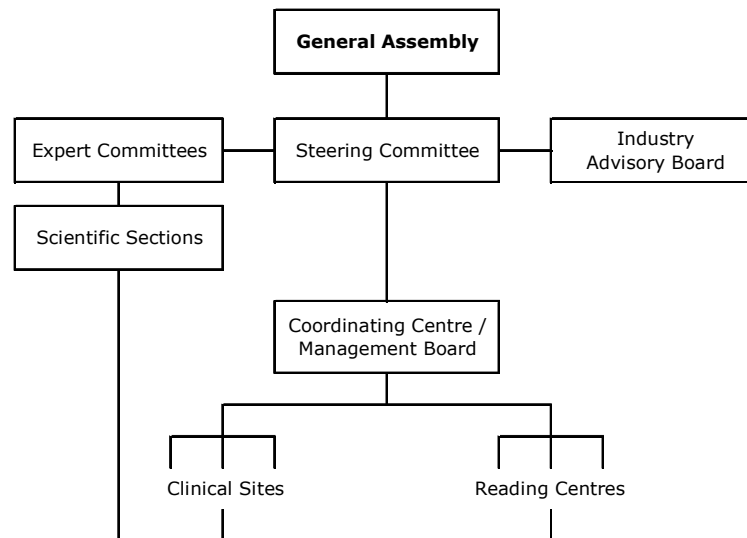 General Assembly
Expert Committees
Steering Committee
Industry
Advisory Board
Scientific Sections
Coordinating Centre /
Management Board
Clinical Sites
Reading Centres